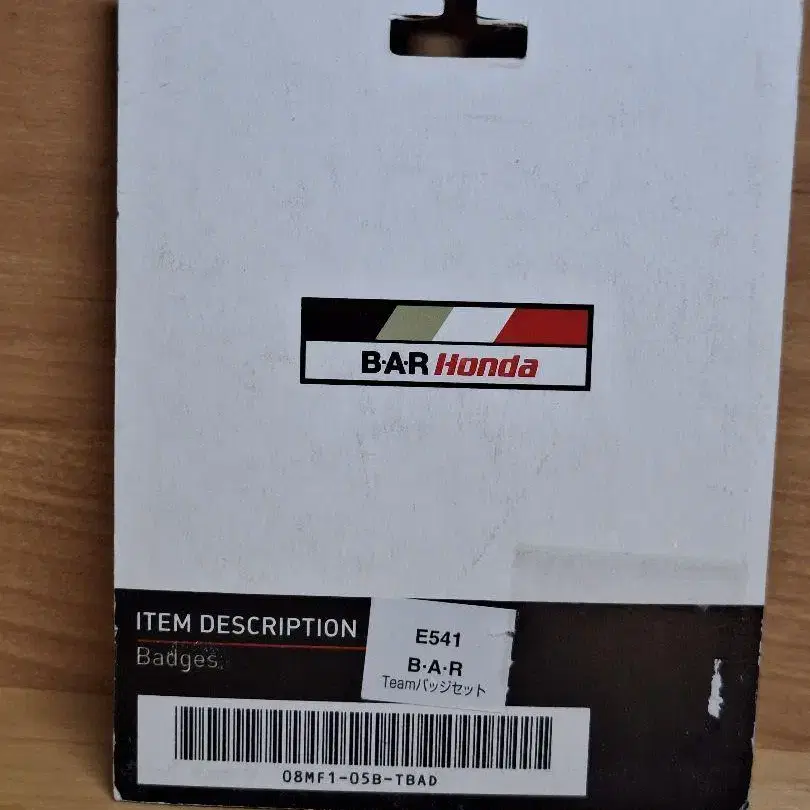 B·A·R Honda
ITEM DESCRIPTION
Badges
E541
B·A·R
Teamバッジセット
08MF1-05B-TBAD